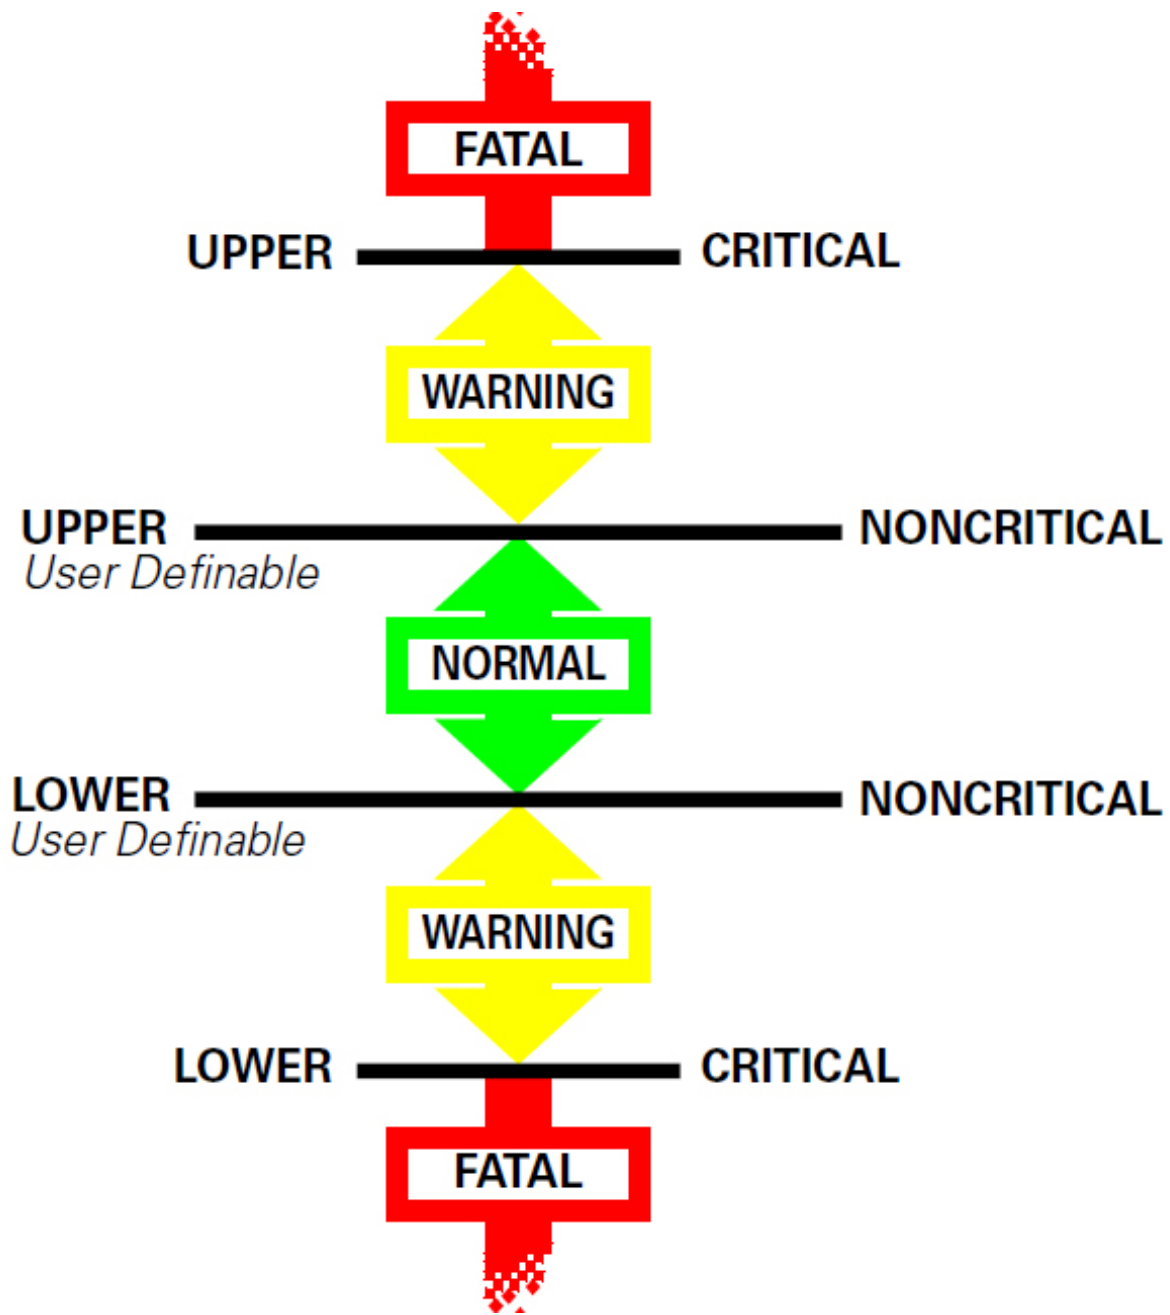 FATAL
UPPER CRITICAL
WARNING
UPPER NONCRITICAL
User Definable
NORMAL
LOWER NONCRITICAL
User Definable
WARNING
LOWER CRITICAL
FATAL